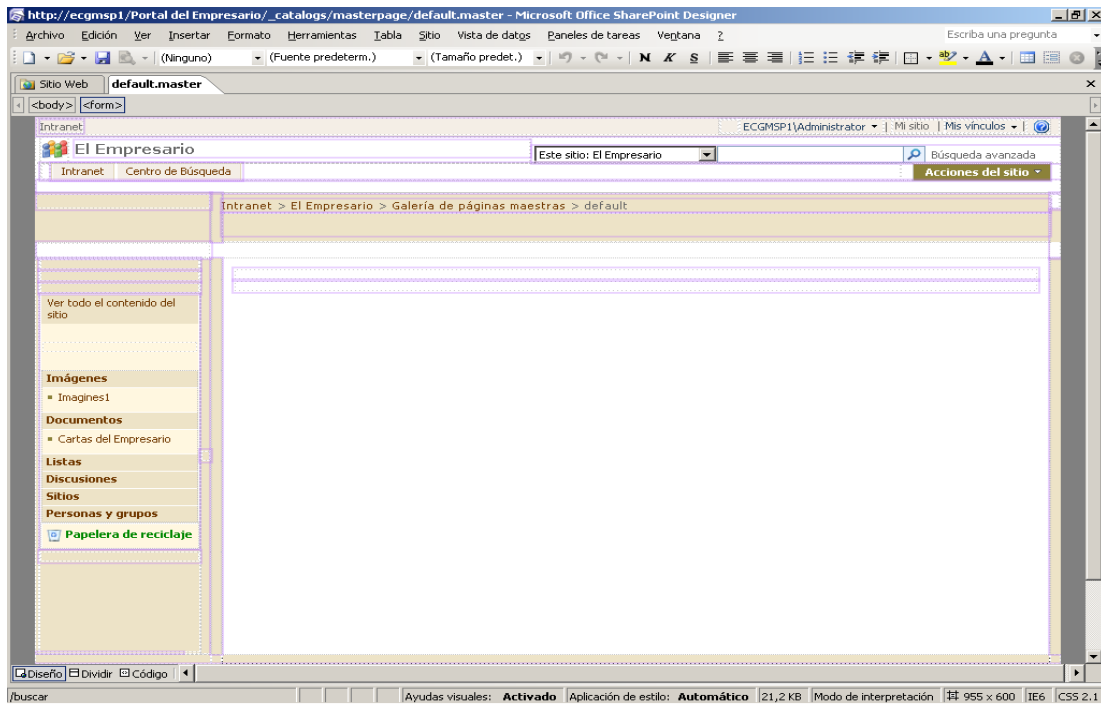 http://ecgmsp1/Portal del Empresario/_catalogs/masterpage/default.master - Microsoft Office SharePoint Designer
Archivo Edición Ver Insertar Formato Herramientas Tabla Sitio Vista de datos Paneles de tareas Ventana ? Escriba una pregunta
(Ninguno) (Fuente predeterm.) (Tamaño predet.) N K S A
Sitio Web default.master
<body> <form>
Intranet ECGMSP1\Administrator | Mi sitio | Mis vínculos |
El Empresario Este sitio: El Empresario Búsqueda avanzada
Intranet Centro de Búsqueda Acciones del sitio
Intranet > El Empresario > Galería de páginas maestras > default
Ver todo el contenido del
sitio
Imágenes
Imagines1
Documentos
Cartas del Empresario
Listas
Discusiones
Sitios
Personas y grupos
Papelera de reciclaje
Diseño Dividir Código
/buscar Ayudas visuales: Activado Aplicación de estilo: Automático 21,2 KB Modo de interpretación 955 x 600 IE6 CSS 2.1